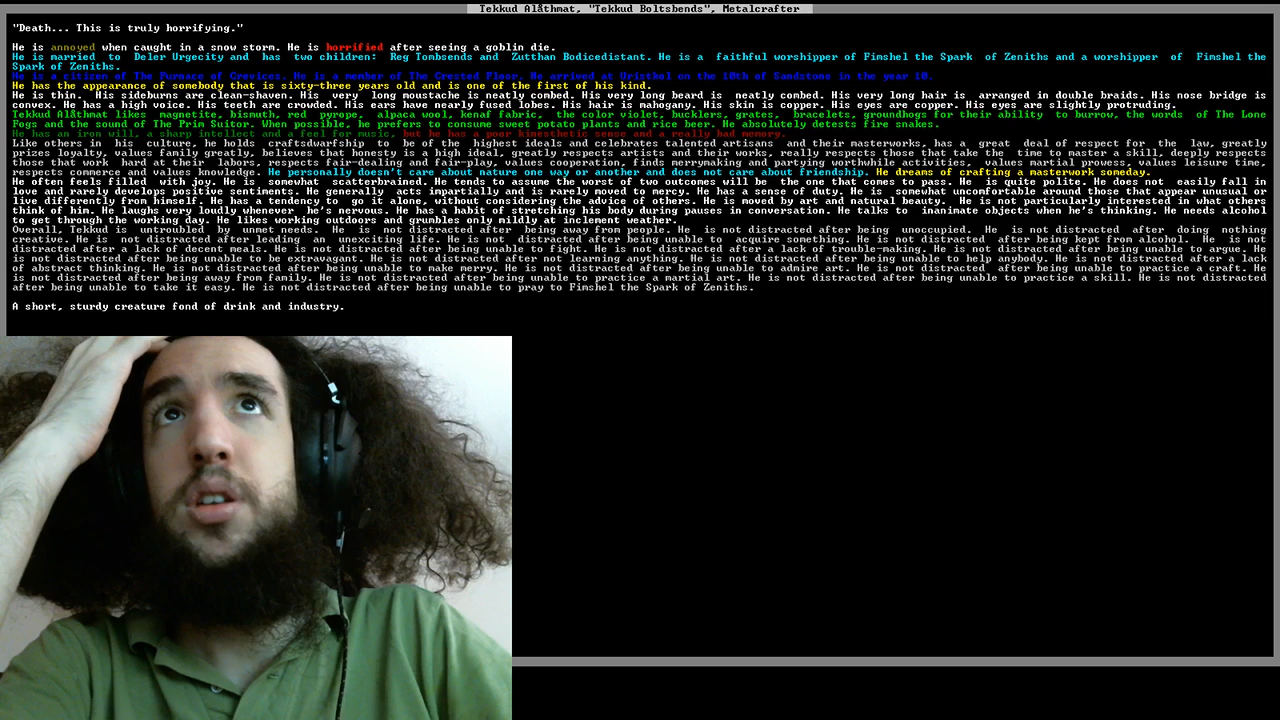 Tekkud Alåthmat, "Tekkud Boltsbends", Metalcrafter
"Death... This is truly horrifying."
He is annoyed when caught in a snow storm. He is horrified after seeing a goblin die.
He is married to Deler Urgecity and has two children: Reg Tombsends and Zutthan Bodicedistant. He is a faithful worshipper of Fimshel the Spark of Zeniths and a worshipper of Fimshel the
Spark of Zeniths.
He is a citizen of The Furnace of Crevices. He is a member of The Crested Floor. He arrived at Uristhol on the 10th of Sandstone in the year 10.
He has the appearance of somebody that is sixty-three years old and is one of the first of his kind.
He is thin. His sideburns are clean-shaven. His very long moustache is neatly combed. His very long beard is neatly combed. His very long hair is arranged in double braids. His nose bridge is
convex. He has a high voice. His teeth are crowded. His ears have nearly fused lobes. His hair is mahogany. His skin is copper. His eyes are copper. His eyes are slightly protruding.
Tekkud Alåthmat likes magnetite, bismuth, red pyrope, alpaca wool, kenaf fabric, the color violet, bucklers, grates, bracelets, groundhogs for their ability to burrow, the words of The Lone
Fogs and the sound of The Prim Suitor. When possible, he prefers to consume sweet potato plants and rice beer. He absolutely detests fire snakes.
He has an iron will, a sharp intellect and a feel for music, but he has a poor kinesthetic sense and a really bad memory.
Like others in his culture, he holds craftsdwarfship to be of the highest ideals and celebrates talented artisans and their masterworks, has a great deal of respect for the law, greatly
prizes loyalty, values family greatly, believes that honesty is a high ideal, greatly respects artists and their works, really respects those that take the time to master a skill, deeply respects
those that work hard at their labors, respects fair-dealing and fair-play, values cooperation, finds merrymaking and partying worthwhile activities, values martial prowess, values leisure time,
respects commerce and values knowledge. He personally doesn't care about nature one way or another and does not care about friendship. He dreams of crafting a masterwork someday.
He often feels filled with joy. He is somewhat scatterbrained. He tends to assume the worst of two outcomes will be the one that comes to pass. He is quite polite. He does not easily fall in
love and rarely develops positive sentiments. He generally acts impartially and is rarely moved to mercy. He has a sense of duty. He is somewhat uncomfortable around those that appear unusual or
live differently from himself. He has a tendency to go it alone, without considering the advice of others. He is moved by art and natural beauty. He is not particularly interested in what others
think of him. He laughs very loudly whenever he's nervous. He has a habit of stretching his body during pauses in conversation. He talks to inanimate objects when he's thinking. He needs alcohol
to get through the working day. He likes working outdoors and grumbles only mildly at inclement weather.
Overall, Tekkud is untroubled by unmet needs. He is not distracted after being away from people. He is not distracted after being unoccupied. He is not distracted after doing nothing
creative. He is not distracted after leading an unexciting life. He is not distracted after being unable to acquire something. He is not distracted after being kept from alcohol. He is not
distracted after a lack of decent meals. He is not distracted after being unable to fight. He is not distracted after a lack of trouble-making. He is not distracted after being unable to argue. He
is not distracted after being unable to be extravagant. He is not distracted after not learning anything. He is not distracted after being unable to help anybody. He is not distracted after a lack
of abstract thinking. He is not distracted after being unable to make merry. He is not distracted after being unable to admire art. He is not distracted after being unable to practice a craft. He
is not distracted after being away from family. He is not distracted after being unable to practice a martial art. He is not distracted after being unable to practice a skill. He is not distracted
after being unable to take it easy. He is not distracted after being unable to pray to Fimshel the Spark of Zeniths.
A short, sturdy creature fond of drink and industry.